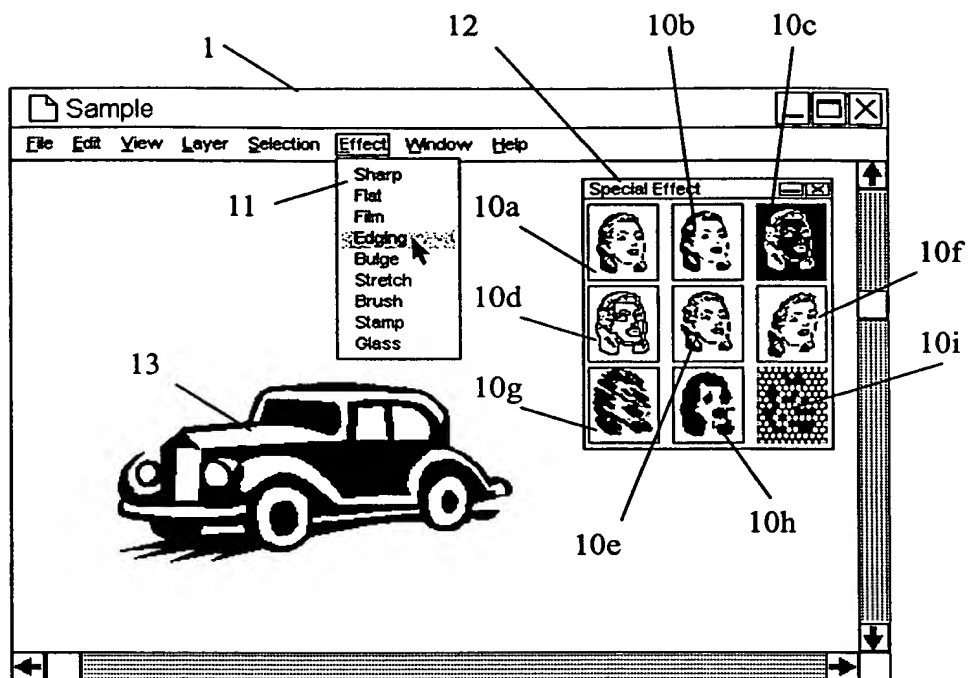 12 10b 10c
1
Sample
File Edit View Layer Selection Effect Window Help
Sharp
Flat
Film
Edging
Bulge
Stretch
Brush
Stamp
Glass
11
Special Effect
10a
10f
10d
10i
13
10g
10e
10h